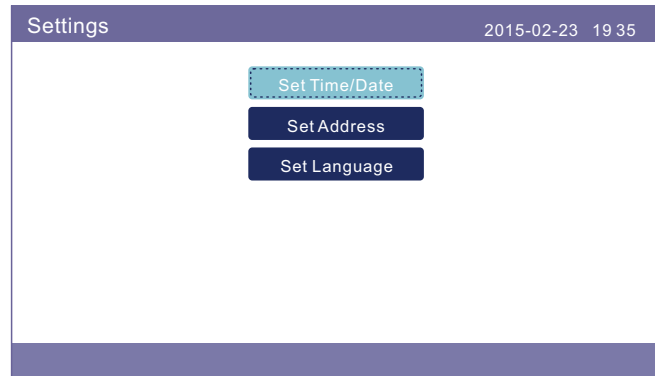 Settings
2015-02-23 19 35
Set Time/Date
Set Address
Set Language